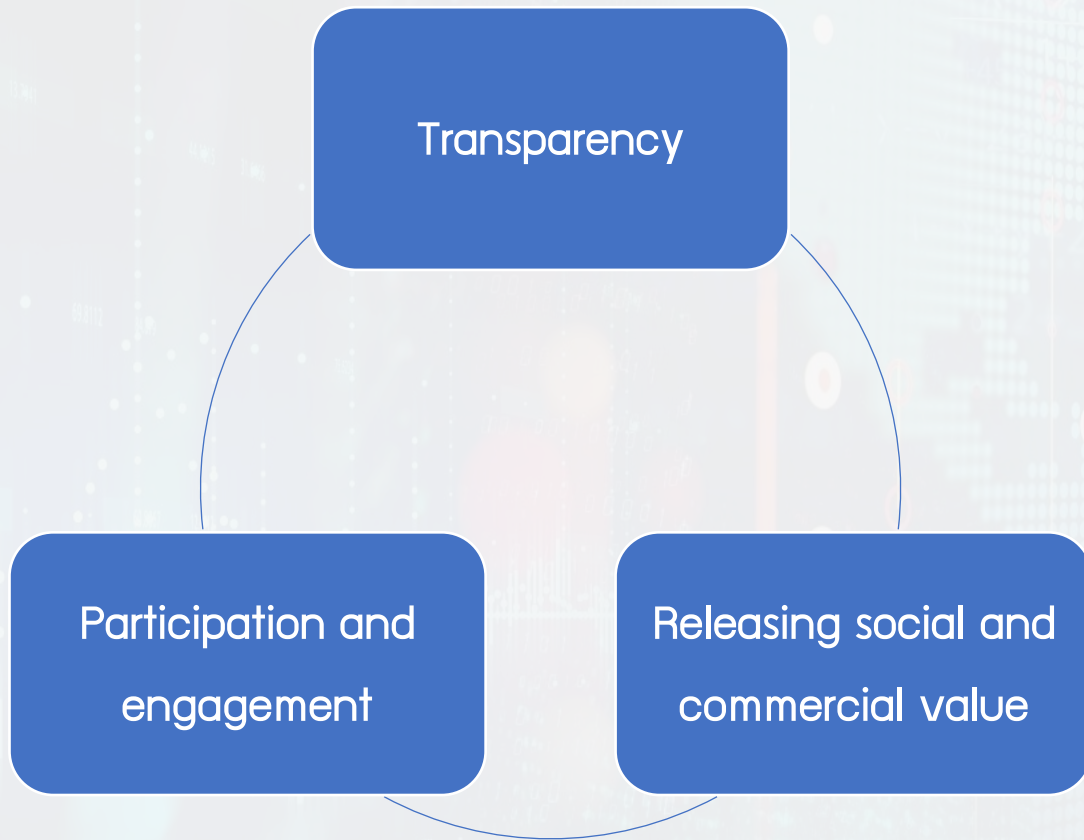 Transparency
Participation and
engagement
Releasing social and
commercial value